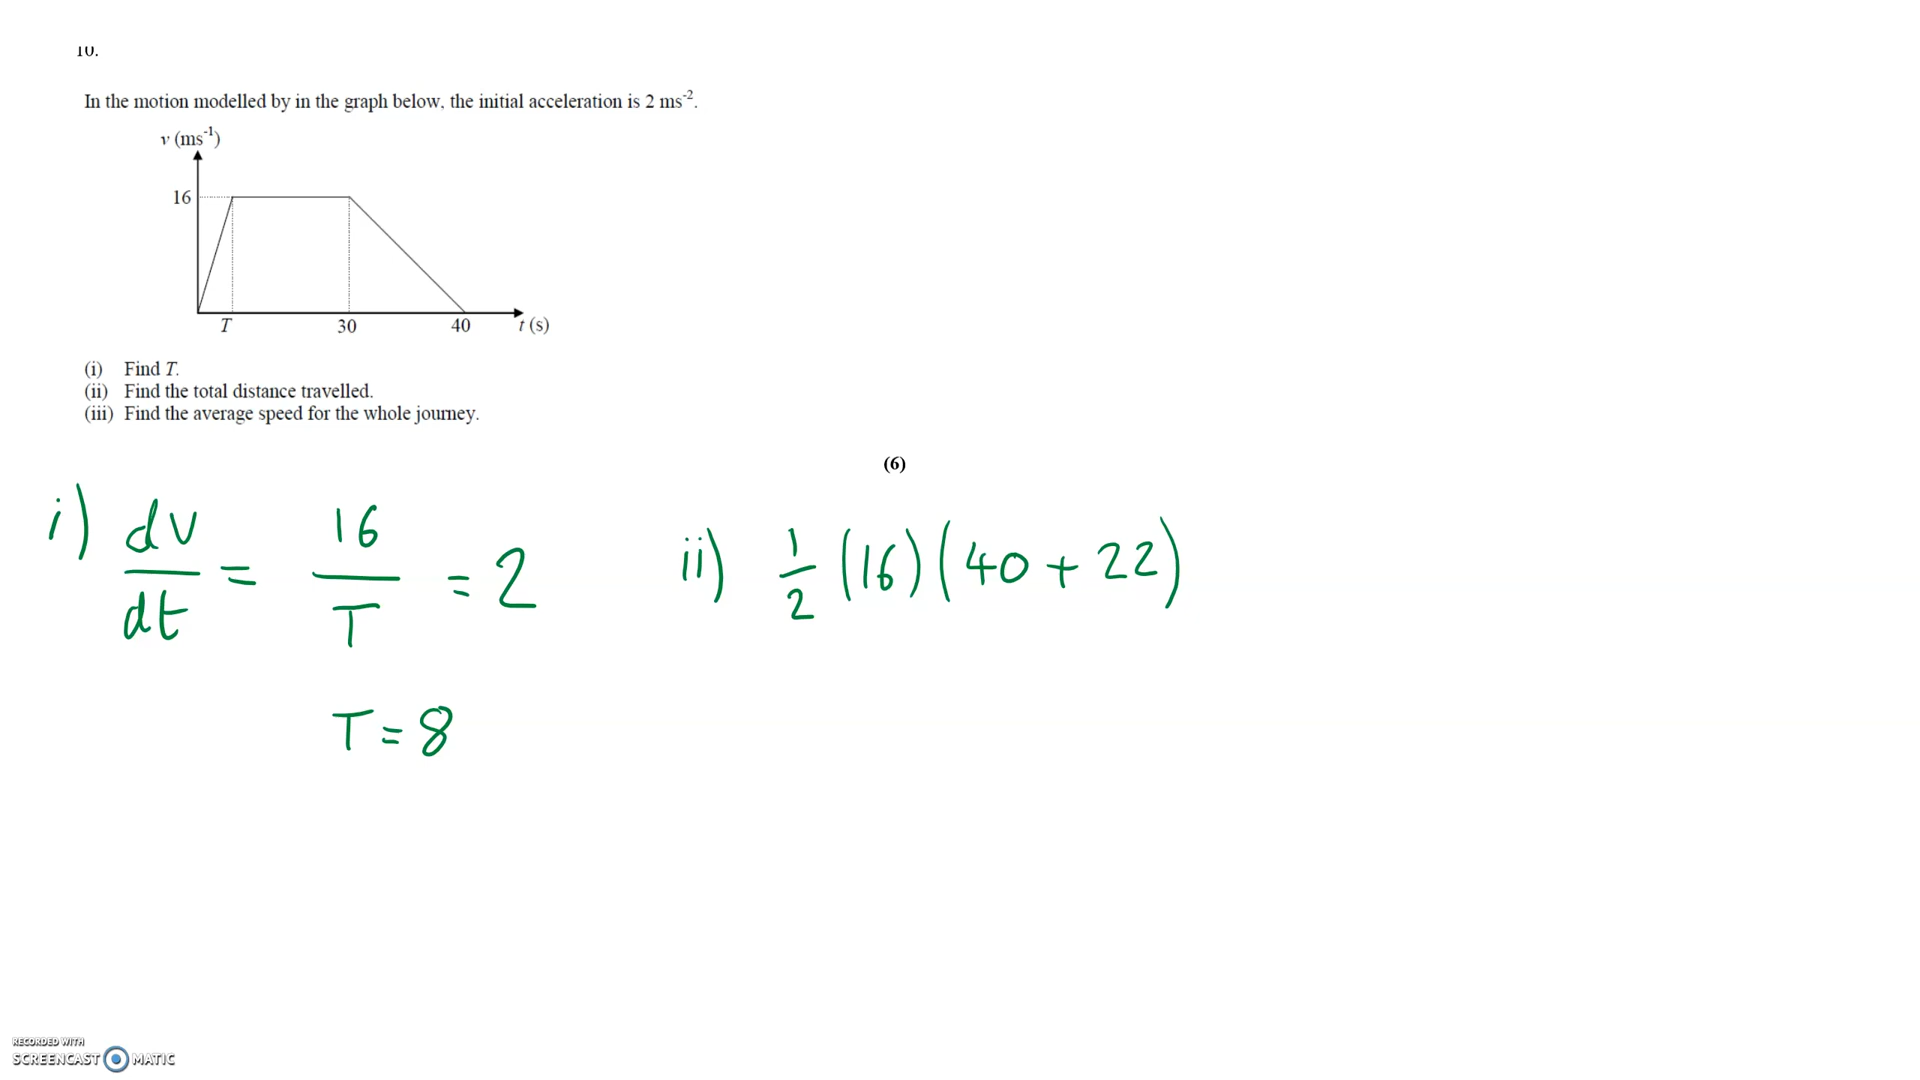 10.
In the motion modelled by in the graph below, the initial acceleration is 2 ms⁻².
v (ms⁻¹)
16
T 30 40 t (s)
(i) Find T.
(ii) Find the total distance travelled.
(iii) Find the average speed for the whole journey.
(6)
i) dv/dt = 16/T = 2
ii) 1/2 (16)(40 + 22)
T = 8
RECORDED WITH
SCREENCAST MATIC